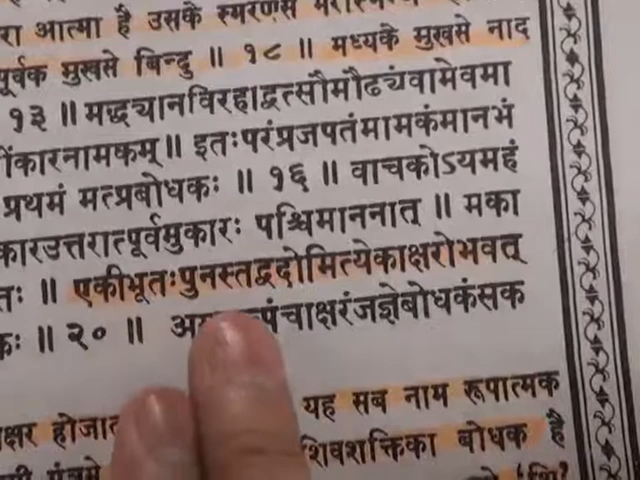 रा आत्मा है उसके स्मरणसे
पूर्वक मुखसे बिन्दु ॥ १८ ॥ मध्यके मुखसे नाद
१३ ॥ मद्ध्यानविरहाद्वत्सौमौढ्यंवामेवमा
ोंकारनामकम् ॥ इतःपरंप्रजपतंमामकंमानभं
प्रथमं मत्प्रबोधकः ॥ १६ ॥ वाचकोऽयमहं
कारउत्तरात्पूर्वमुकारः पश्चिमाननात् ॥ मका
तः ॥ एकीभूतःपुनस्तद्वदोमित्येकाक्षरोभवत्
कः ॥ २० ॥ पंचाक्षरंजज्ञेबोधकंसक
यह सब नाम रूपात्मक
क्षर होजा शिवशक्तिका बोधक है